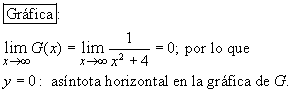 Gráfica:
lim G(x) = lim 1/(x² + 4) = 0; por lo que
x→∞ x→∞
y = 0 : asíntota horizontal en la gráfica de G.